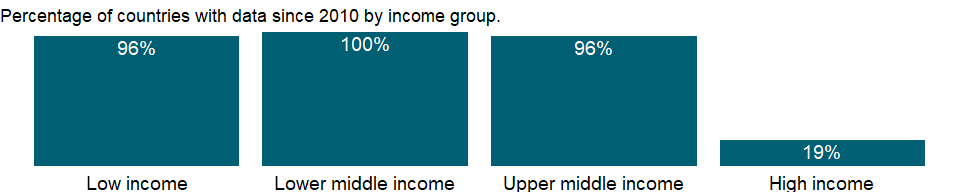 Percentage of countries with data since 2010 by income group.
96%
100%
96%
19%
Low income
Lower middle income
Upper middle income
High income